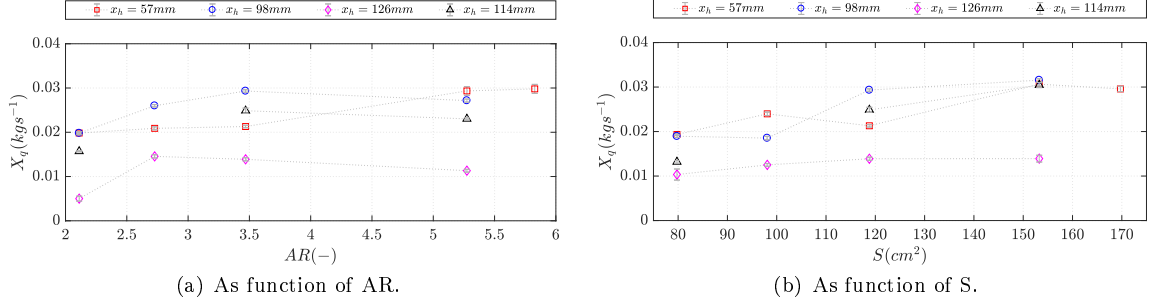 x_h = 57mm x_h = 98mm x_h = 126mm x_h = 114mm
0.04
0.03
0.02
0.01
0
X_q(kgs^{-1})
2 2.5 3 3.5 4 4.5 5 5.5 6
AR(−)
(a) As function of AR.
x_h = 57mm x_h = 98mm x_h = 126mm x_h = 114mm
0.04
0.03
0.02
0.01
0
X_q(kgs^{-1})
80 90 100 110 120 130 140 150 160 170
S(cm^2)
(b) As function of S.